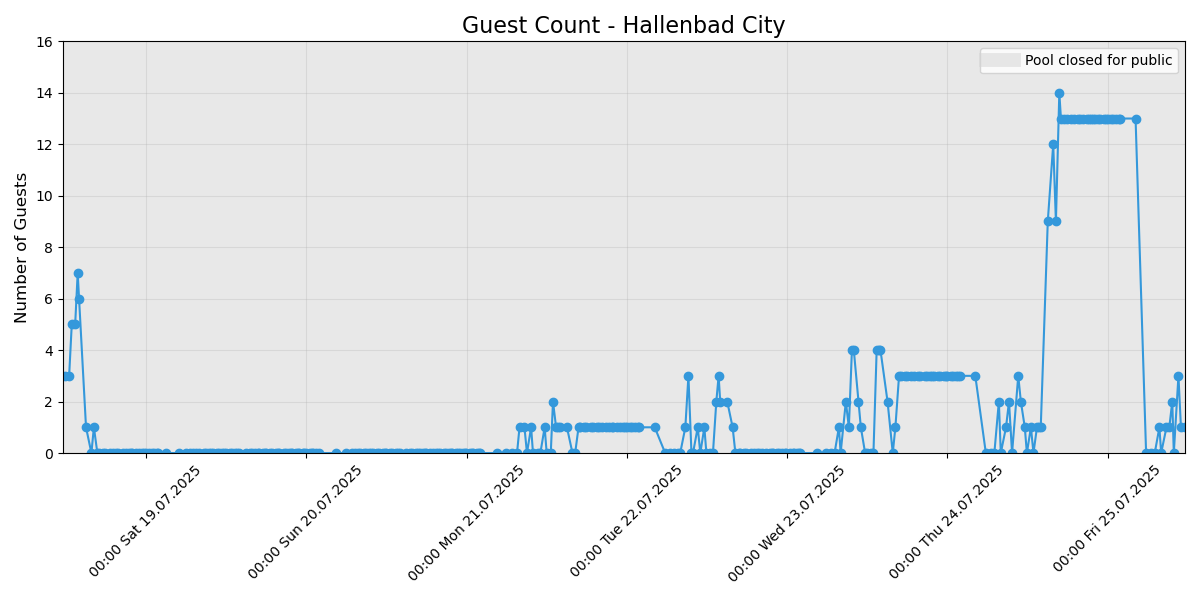 Guest Count - Hallenbad City
Pool closed for public
Number of Guests
16
14
12
10
8
6
4
2
0
00:00 Sat 19.07.2025
00:00 Sun 20.07.2025
00:00 Mon 21.07.2025
00:00 Tue 22.07.2025
00:00 Wed 23.07.2025
00:00 Thu 24.07.2025
00:00 Fri 25.07.2025